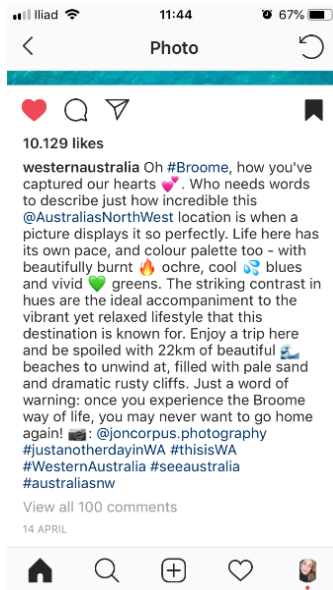 Iliad 11:44 67%
Photo
10.129 likes
westernaustralia Oh #Broome, how you've
captured our hearts 💞. Who needs words
to describe just how incredible this
@AustraliasNorthWest location is when a
picture displays it so perfectly. Life here has
its own pace, and colour palette too - with
beautifully burnt 🔥 ochre, cool 💦 blues
and vivid 💚 greens. The striking contrast in
hues are the ideal accompaniment to the
vibrant yet relaxed lifestyle that this
destination is known for. Enjoy a trip here
and be spoiled with 22km of beautiful 🌊
beaches to unwind at, filled with pale sand
and dramatic rusty cliffs. Just a word of
warning: once you experience the Broome
way of life, you may never want to go home
again! 📷: @joncorpus.photography
#justanotherdayinWA #thisisWA
#WesternAustralia #seeaustralia
#australiasnw
View all 100 comments
14 APRIL